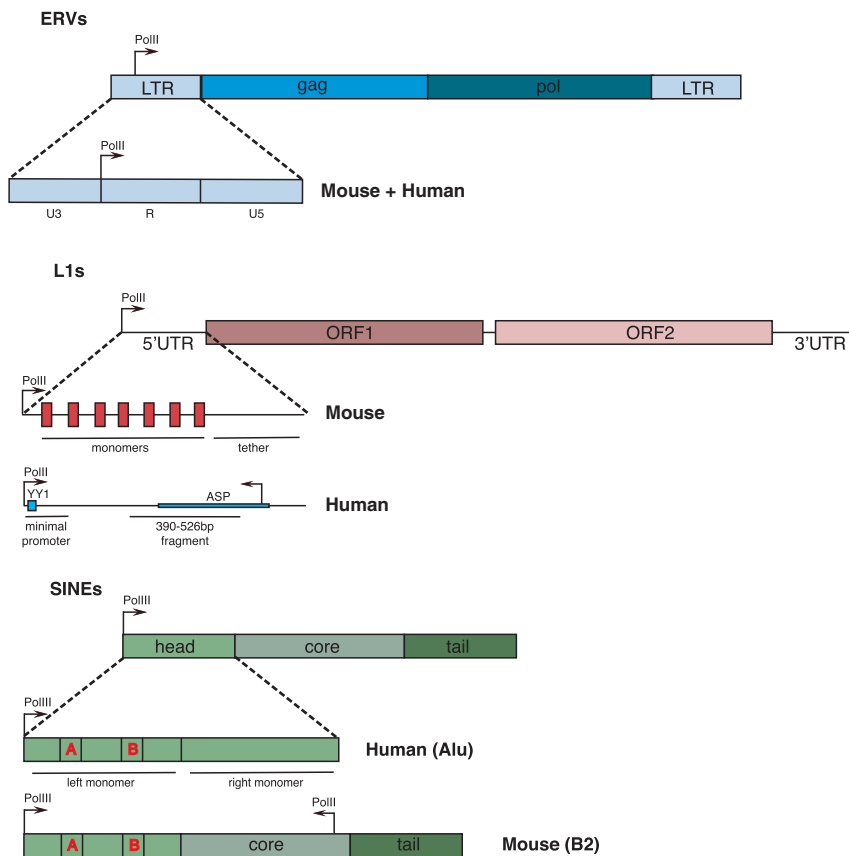 ERVs
PolII
LTR gag pol LTR
PolII
Mouse + Human
U3 R U5
L1s
PolII
5'UTR ORF1 ORF2 3'UTR
PolII
Mouse
monomers tether
PolII
YY1 ASP
Human
minimal promoter
390-526bp fragment
SINEs
PolIII
head core tail
PolIII
A B
Human (Alu)
left monomer right monomer
PolIII PolII
A B core tail
Mouse (B2)